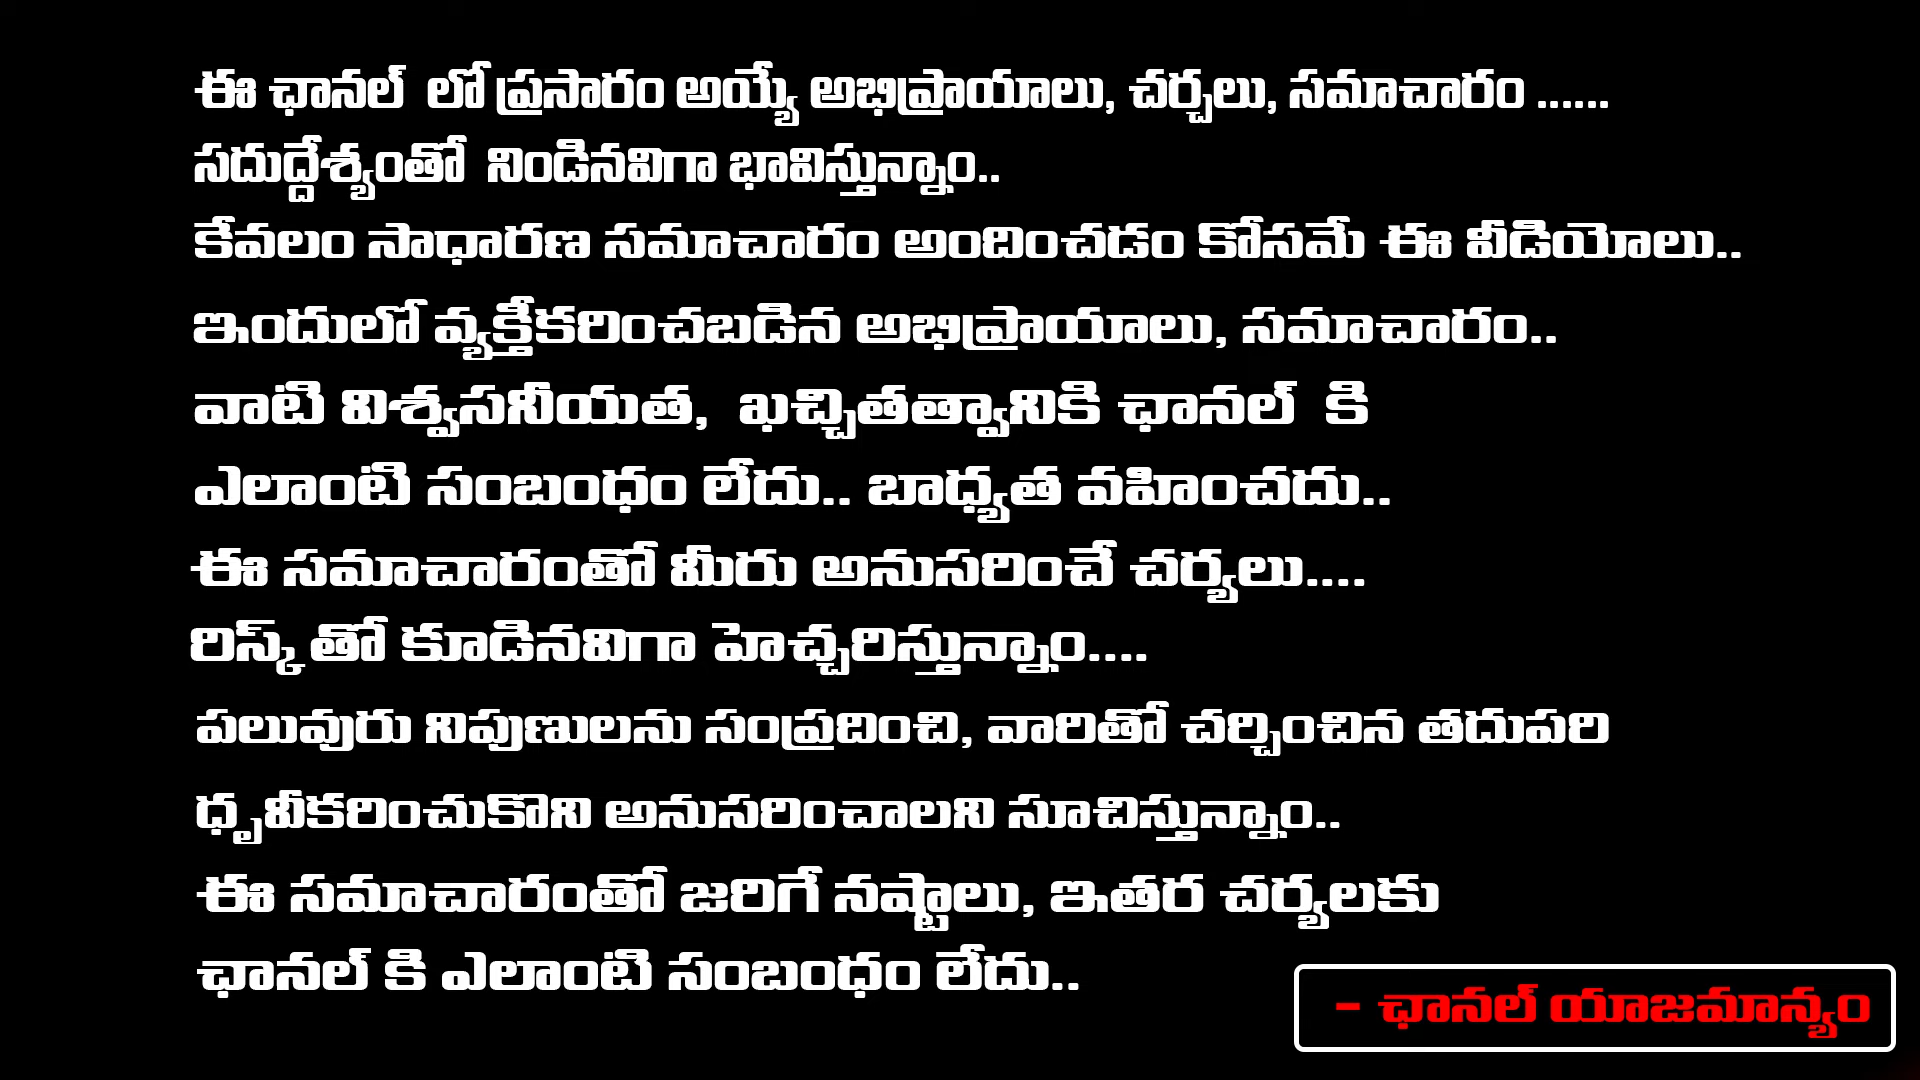 ఈ ఛానల్ లో ప్రసారం అయ్యే అభిప్రాయాలు, చర్చలు, సమాచారం ......
సదుద్దేశ్యంతో నిండినవిగా భావిస్తున్నాం..
కేవలం సాధారణ సమాచారం అందించడం కోసమే ఈ వీడియోలు..
ఇందులో వ్యక్తీకరించబడిన అభిప్రాయాలు, సమాచారం..
వాటి విశ్వసనీయత, ఖచ్చితత్వానికి ఛానల్ కి
ఎలాంటి సంబంధం లేదు.. బాధ్యత వహించదు..
ఈ సమాచారంతో మీరు అనుసరించే చర్యలు....
రిస్క్ తో కూడినవిగా హెచ్చరిస్తున్నాం....
పలువురు నిపుణులను సంప్రదించి, వారితో చర్చించిన తదుపరి
ధృవీకరించుకొని అనుసరించాలని సూచిస్తున్నాం..
ఈ సమాచారంతో జరిగే నష్టాలు, ఇతర చర్యలకు
ఛానల్ కి ఎలాంటి సంబంధం లేదు..
- ఛానల్ యాజమాన్యం